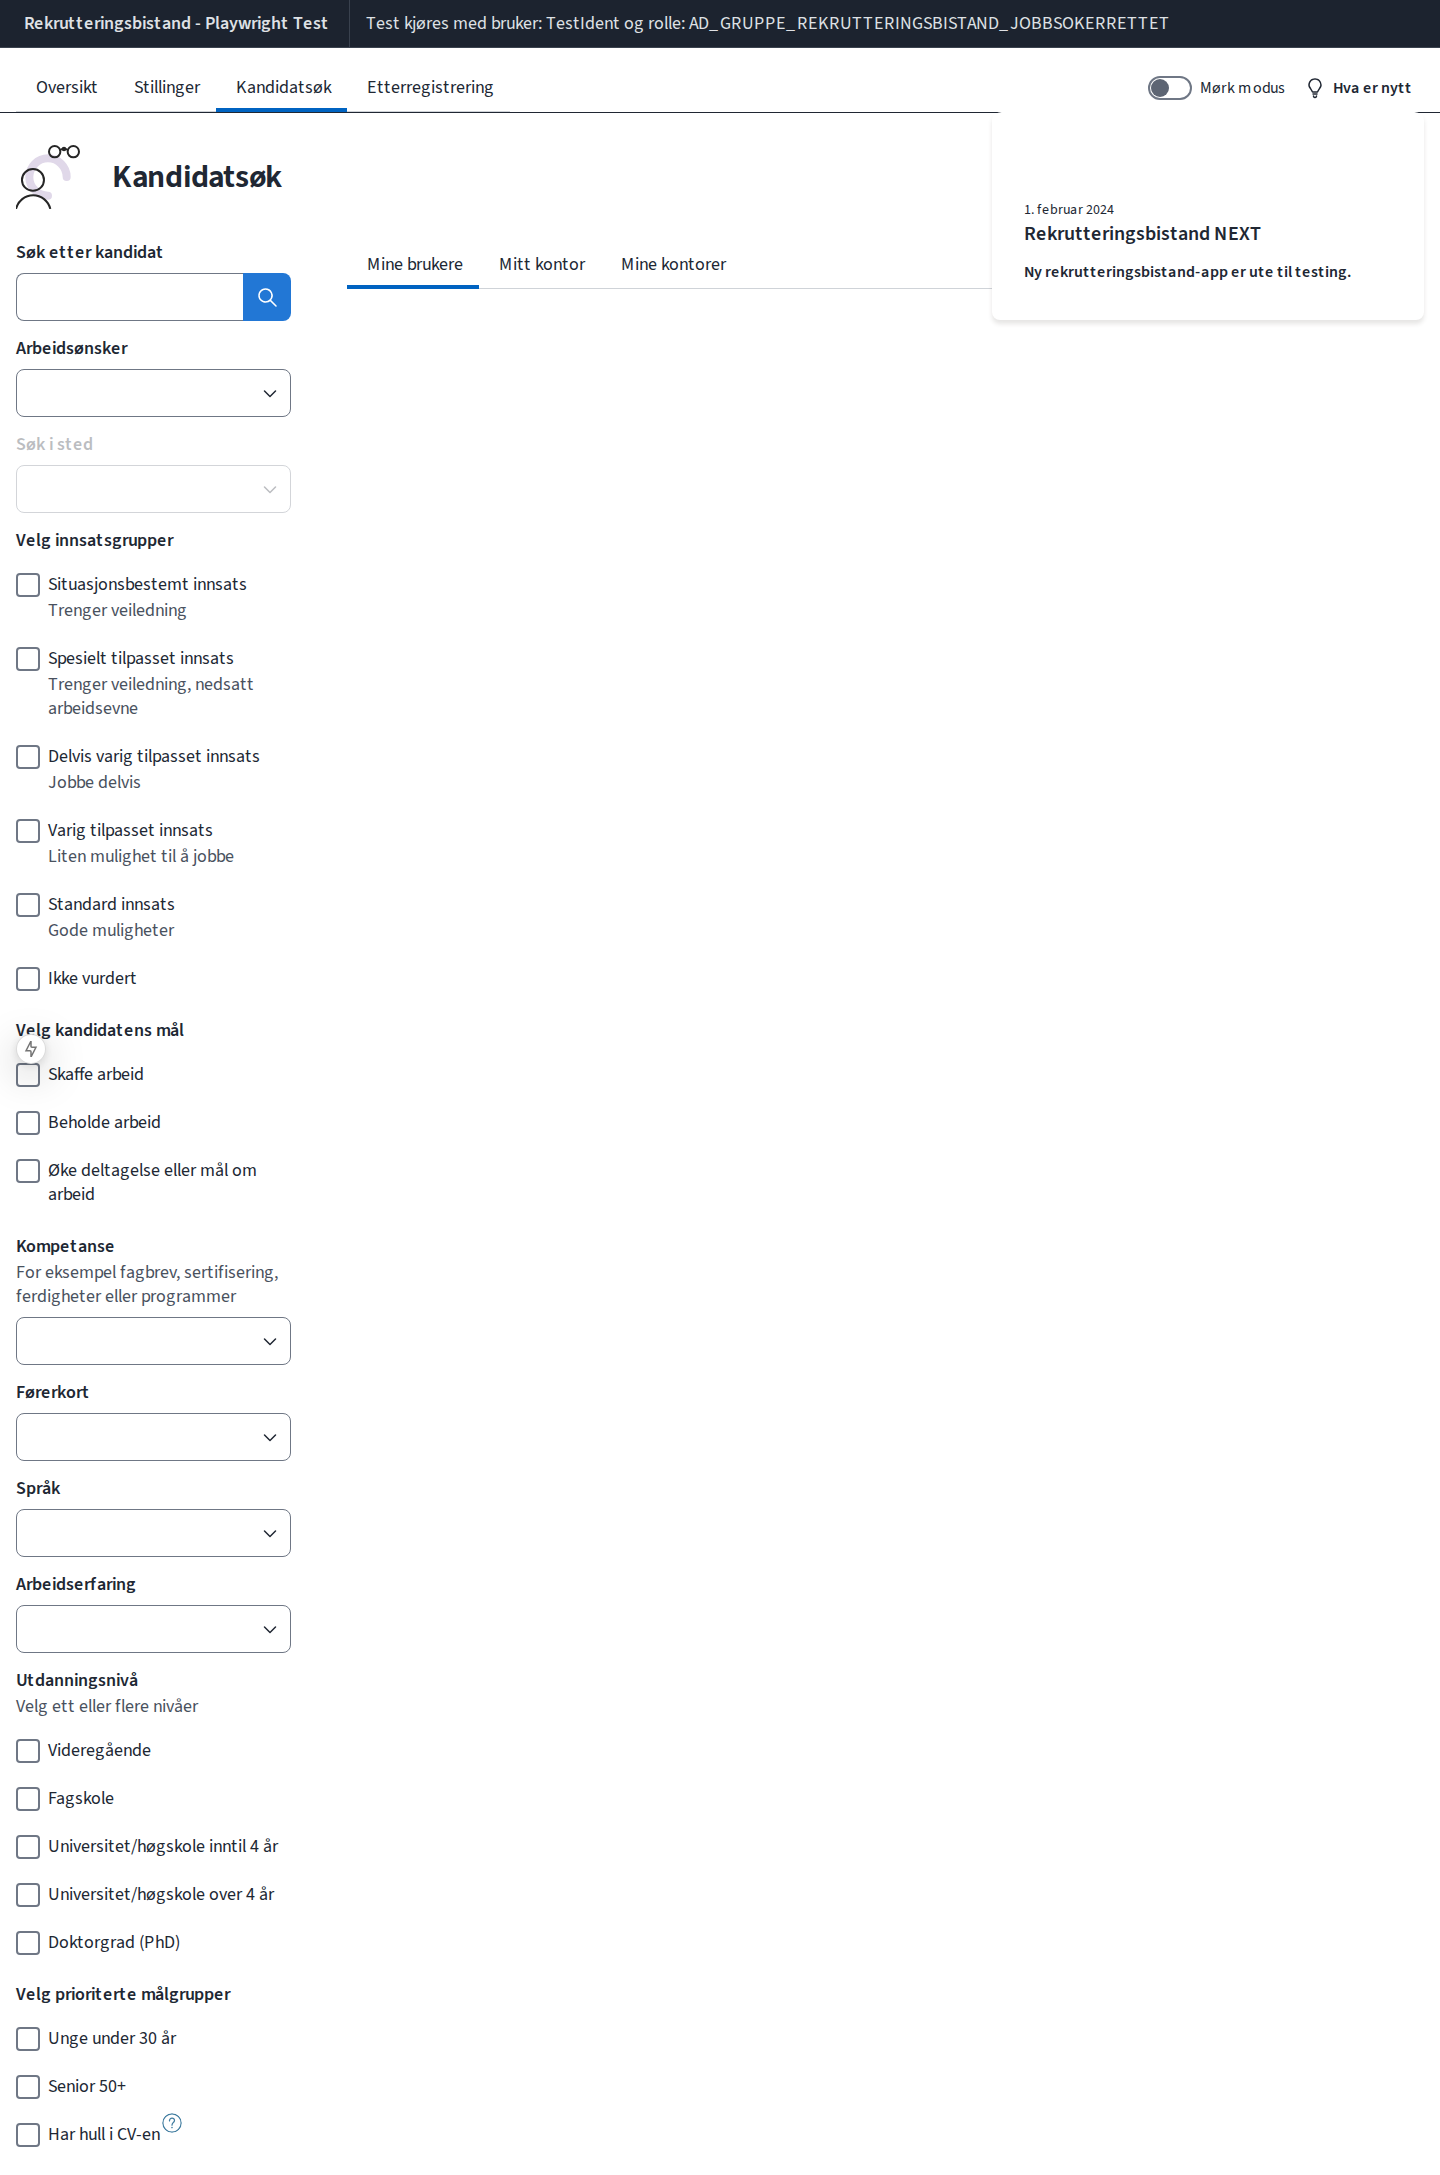 Rekrutteringsbistand - Playwright Test
Test kjøres med bruker: TestIdent og rolle: AD_GRUPPE_REKRUTTERINGSBISTAND_JOBBSOKERRETTET
Oversikt
Stillinger
Kandidatsøk
Etterregistrering
Mørk modus
Hva er nytt
Kandidatsøk
1. februar 2024
Rekrutteringsbistand NEXT
Ny rekrutteringsbistand-app er ute til testing.
Mine brukere
Mitt kontor
Mine kontorer
Søk etter kandidat
Arbeidsønsker
Søk i sted
Velg innsatsgrupper
Situasjonsbestemt innsats
Trenger veiledning
Spesielt tilpasset innsats
Trenger veiledning, nedsatt
arbeidsevne
Delvis varig tilpasset innsats
Jobbe delvis
Varig tilpasset innsats
Liten mulighet til å jobbe
Standard innsats
Gode muligheter
Ikke vurdert
Velg kandidatens mål
Skaffe arbeid
Beholde arbeid
Øke deltagelse eller mål om
arbeid
Kompetanse
For eksempel fagbrev, sertifisering,
ferdigheter eller programmer
Førerkort
Språk
Arbeidserfaring
Utdanningsnivå
Velg ett eller flere nivåer
Videregående
Fagskole
Universitet/høgskole inntil 4 år
Universitet/høgskole over 4 år
Doktorgrad (PhD)
Velg prioriterte målgrupper
Unge under 30 år
Senior 50+
Har hull i CV-en